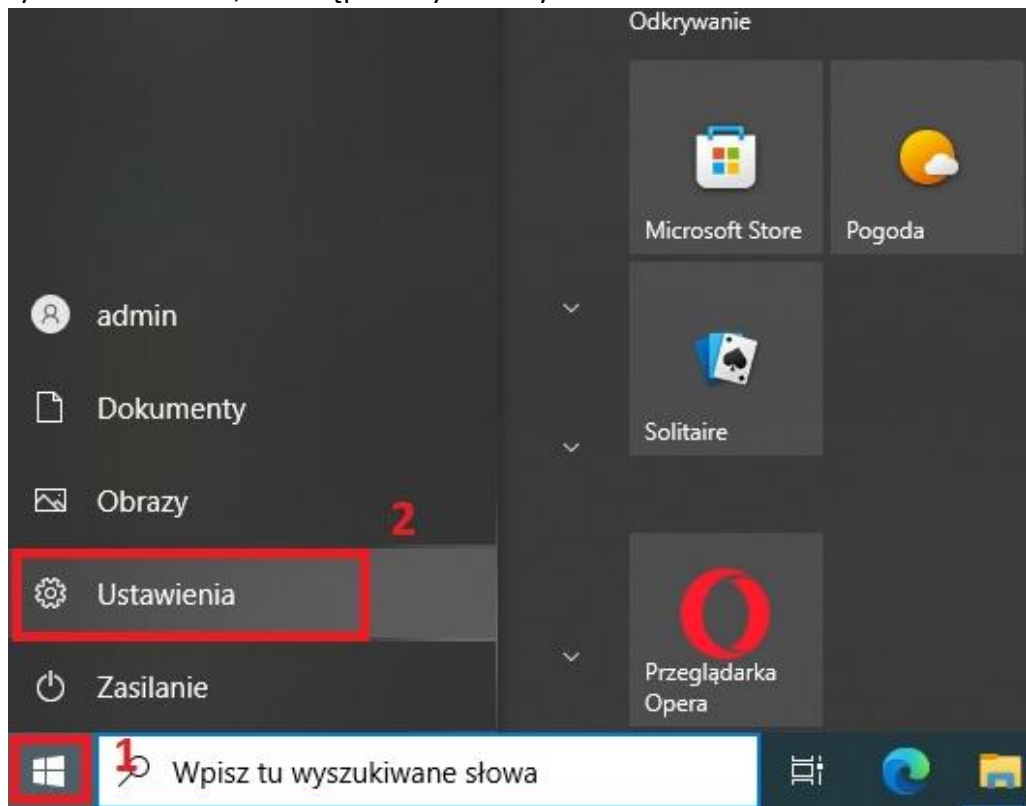 Odkrywanie
Microsoft Store
Pogoda
admin
Dokumenty
Solitaire
Obrazy
2
Ustawienia
Zasilanie
Przeglądarka
Opera
1
Wpisz tu wyszukiwane słowa